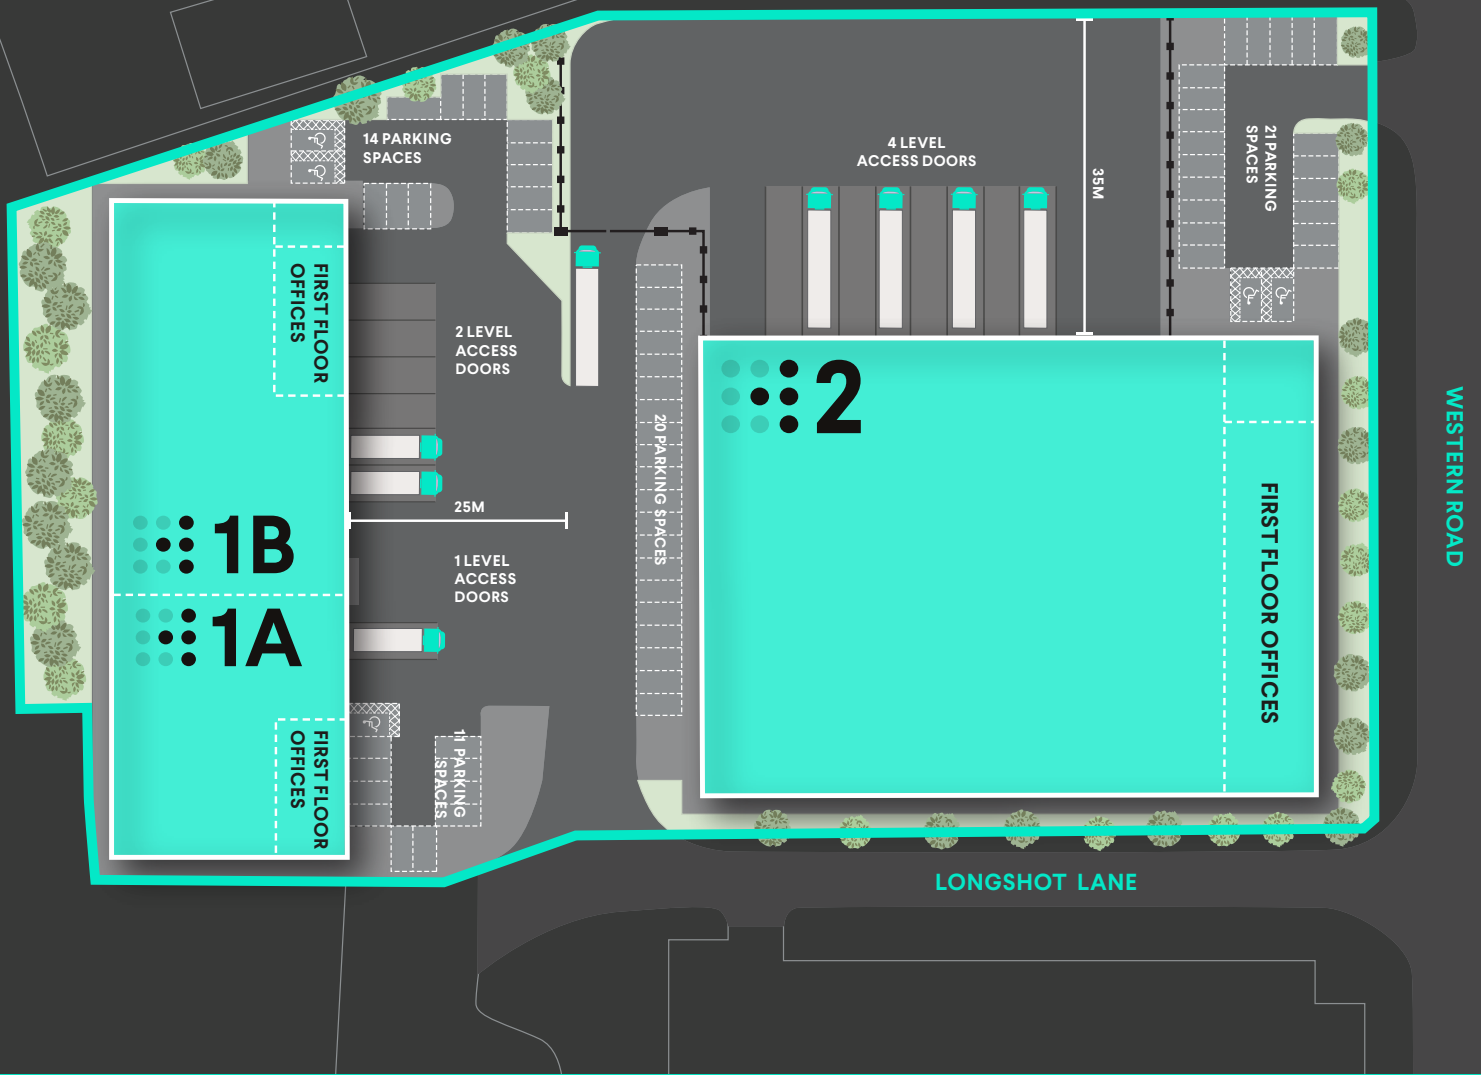 14 PARKING
SPACES
4 LEVEL
ACCESS DOORS
35M
21 PARKING
SPACES
FIRST FLOOR
OFFICES
2 LEVEL
ACCESS
DOORS
20 PARKING SPACES
2
WESTERN ROAD
FIRST FLOOR OFFICES
25M
1B
1 LEVEL
ACCESS
DOORS
1A
FIRST FLOOR
OFFICES
11 PARKING
SPACES
LONGSHOT LANE